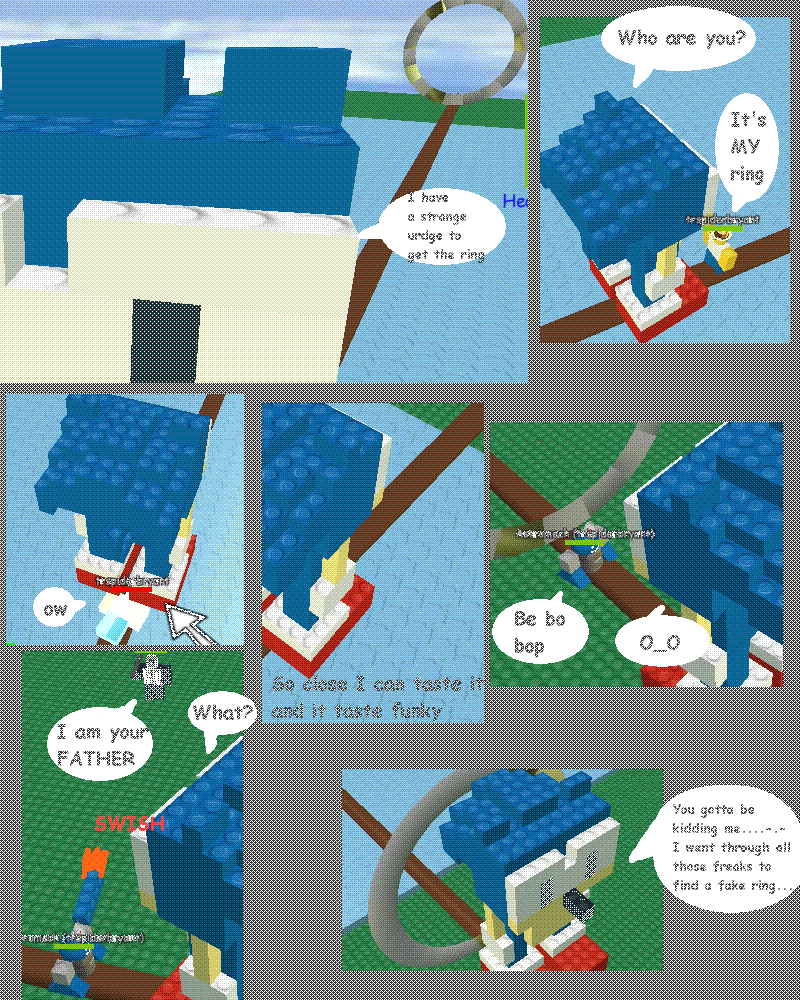 I have
a strange
urdge to
get the ring
He
Who are you?
It's
MY
ring
ow
So close I can taste it
and it taste funky
Be bo
bop
O_O
I am your
FATHER
What?
SWISH
You gotta be
kidding me....-.-
I went through all
those freaks to
find a fake ring...